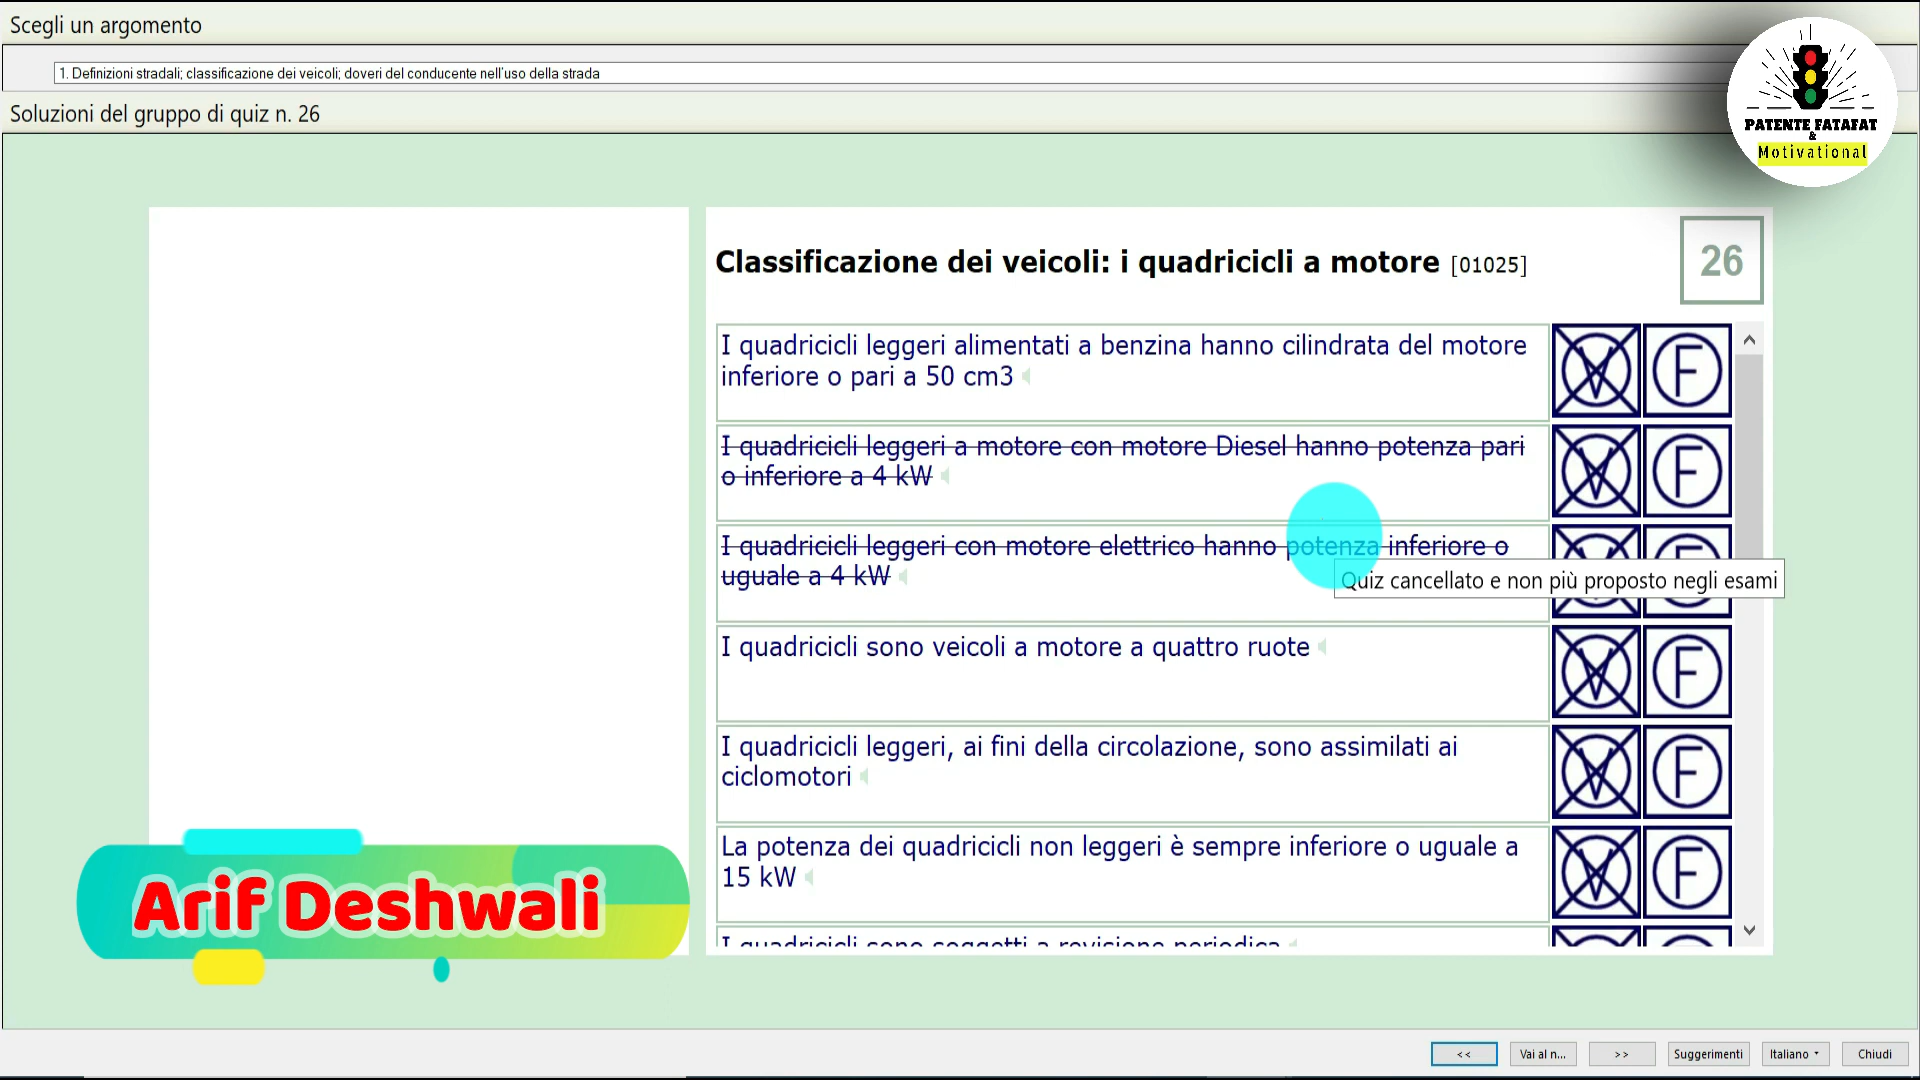 Scegli un argomento
1. Definizioni stradali; classificazione dei veicoli; doveri del conducente nell'uso della strada
Soluzioni del gruppo di quiz n. 26
PATENTE FATAFAT
&
Motivational
Classificazione dei veicoli: i quadricicli a motore [01025]
26
I quadricicli leggeri alimentati a benzina hanno cilindrata del motore
inferiore o pari a 50 cm3
V F
I quadricicli leggeri a motore con motore Diesel hanno potenza pari
o inferiore a 4 kW
V F
I quadricicli leggeri con motore elettrico hanno potenza inferiore o
uguale a 4 kW
V F
Quiz cancellato e non più proposto negli esami
I quadricicli sono veicoli a motore a quattro ruote
V F
I quadricicli leggeri, ai fini della circolazione, sono assimilati ai
ciclomotori
V F
La potenza dei quadricicli non leggeri è sempre inferiore o uguale a
15 kW
V F
I quadricicli sono soggetti a revisione periodica
Arif Deshwali
<< Vai al n... >> Suggerimenti Italiano Chiudi